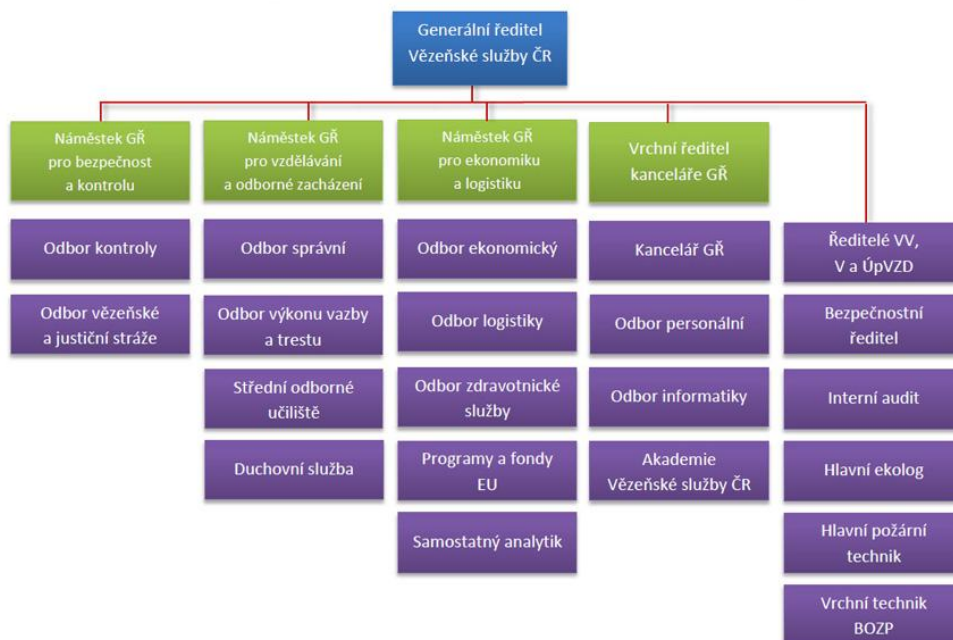 Generální ředitel
Vězeňské služby ČR
Náměstek GŘ
pro bezpečnost
a kontrolu
Náměstek GŘ
pro vzdělávání
a odborné zacházení
Náměstek GŘ
pro ekonomiku
a logistiku
Vrchní ředitel
kanceláře GŘ
Odbor kontroly
Odbor vězeňské
a justiční stráže
Odbor správní
Odbor výkonu vazby
a trestu
Střední odborné
učiliště
Duchovní služba
Odbor ekonomický
Odbor logistiky
Odbor zdravotnické
služby
Programy a fondy
EU
Samostatný analytik
Kancelář GŘ
Odbor personální
Odbor informatiky
Akademie
Vězeňské služby ČR
Ředitelé VV,
V a ÚpVZD
Bezpečnostní
ředitel
Interní audit
Hlavní ekolog
Hlavní požární
technik
Vrchní technik
BOZP